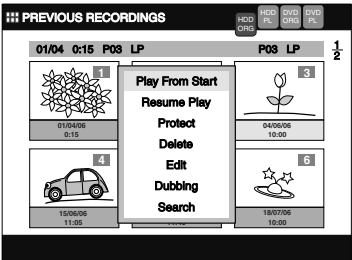 PREVIOUS RECORDINGS
HDD ORG
HDD PL
DVD ORG
DVD PL
01/04 0:15 P03 LP P03 LP
1/2
1
3
Play From Start
Resume Play
Protect
Delete
Edit
Dubbing
Search
01/04/06
0:15
04/06/06
10:00
4
6
15/06/06
11:05
18/07/06
10:00